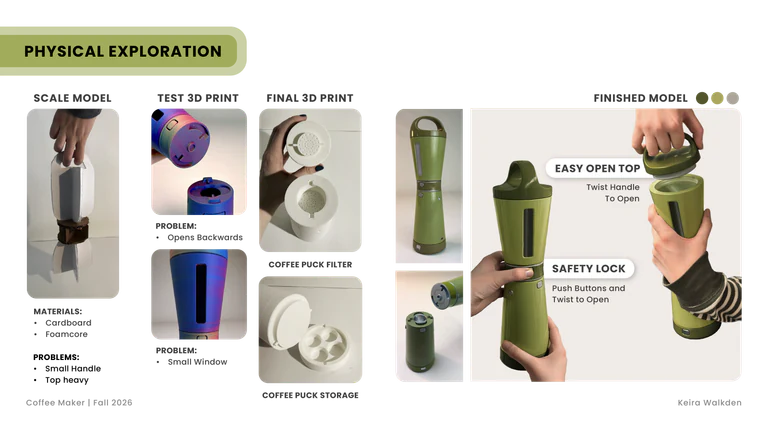 PHYSICAL EXPLORATION
SCALE MODEL
MATERIALS:
• Cardboard
• Foamcore
PROBLEMS:
• Small Handle
• Top heavy
TEST 3D PRINT
PROBLEM:
• Opens Backwards
PROBLEM:
• Small Window
FINAL 3D PRINT
COFFEE PUCK FILTER
COFFEE PUCK STORAGE
FINISHED MODEL
EASY OPEN TOP
Twist Handle
To Open
SAFETY LOCK
Push Buttons and
Twist to Open
Coffee Maker | Fall 2026
Keira Walkden